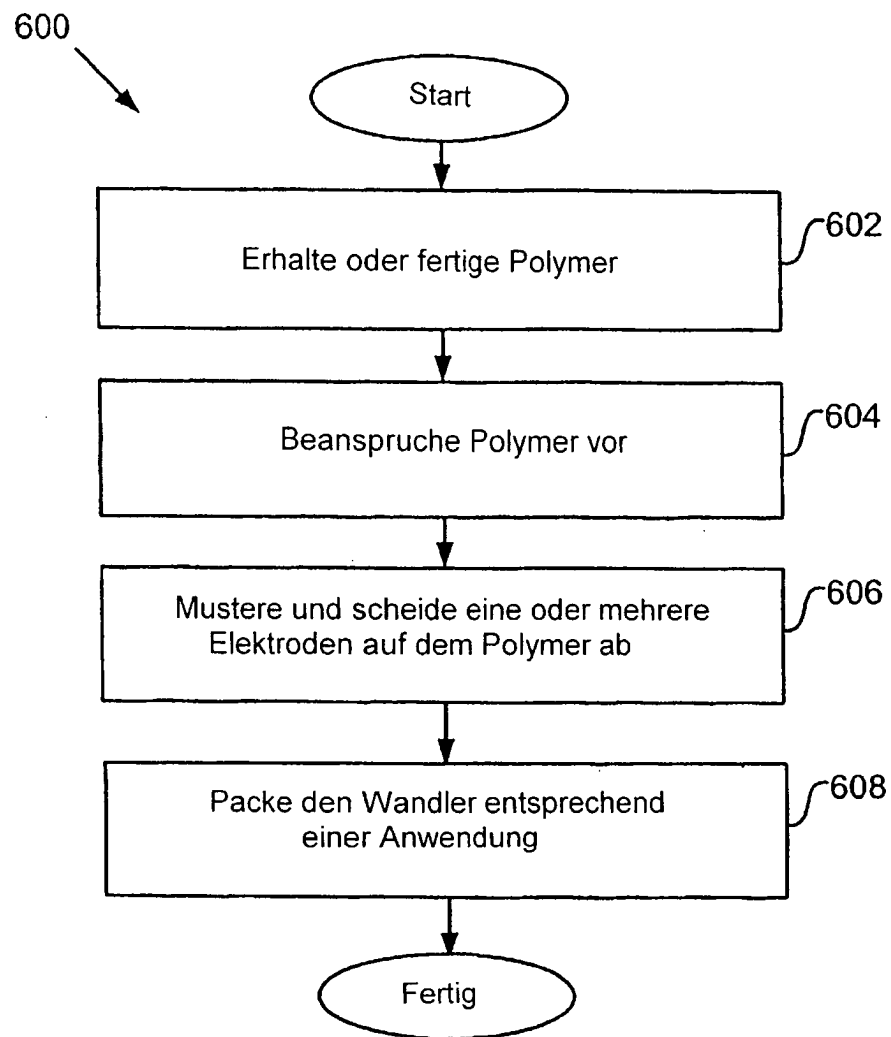 600
Start
Erhalte oder fertige Polymer
602
Beanspruche Polymer vor
604
Mustere und scheide eine oder mehrere
Elektroden auf dem Polymer ab
606
Packe den Wandler entsprechend
einer Anwendung
608
Fertig